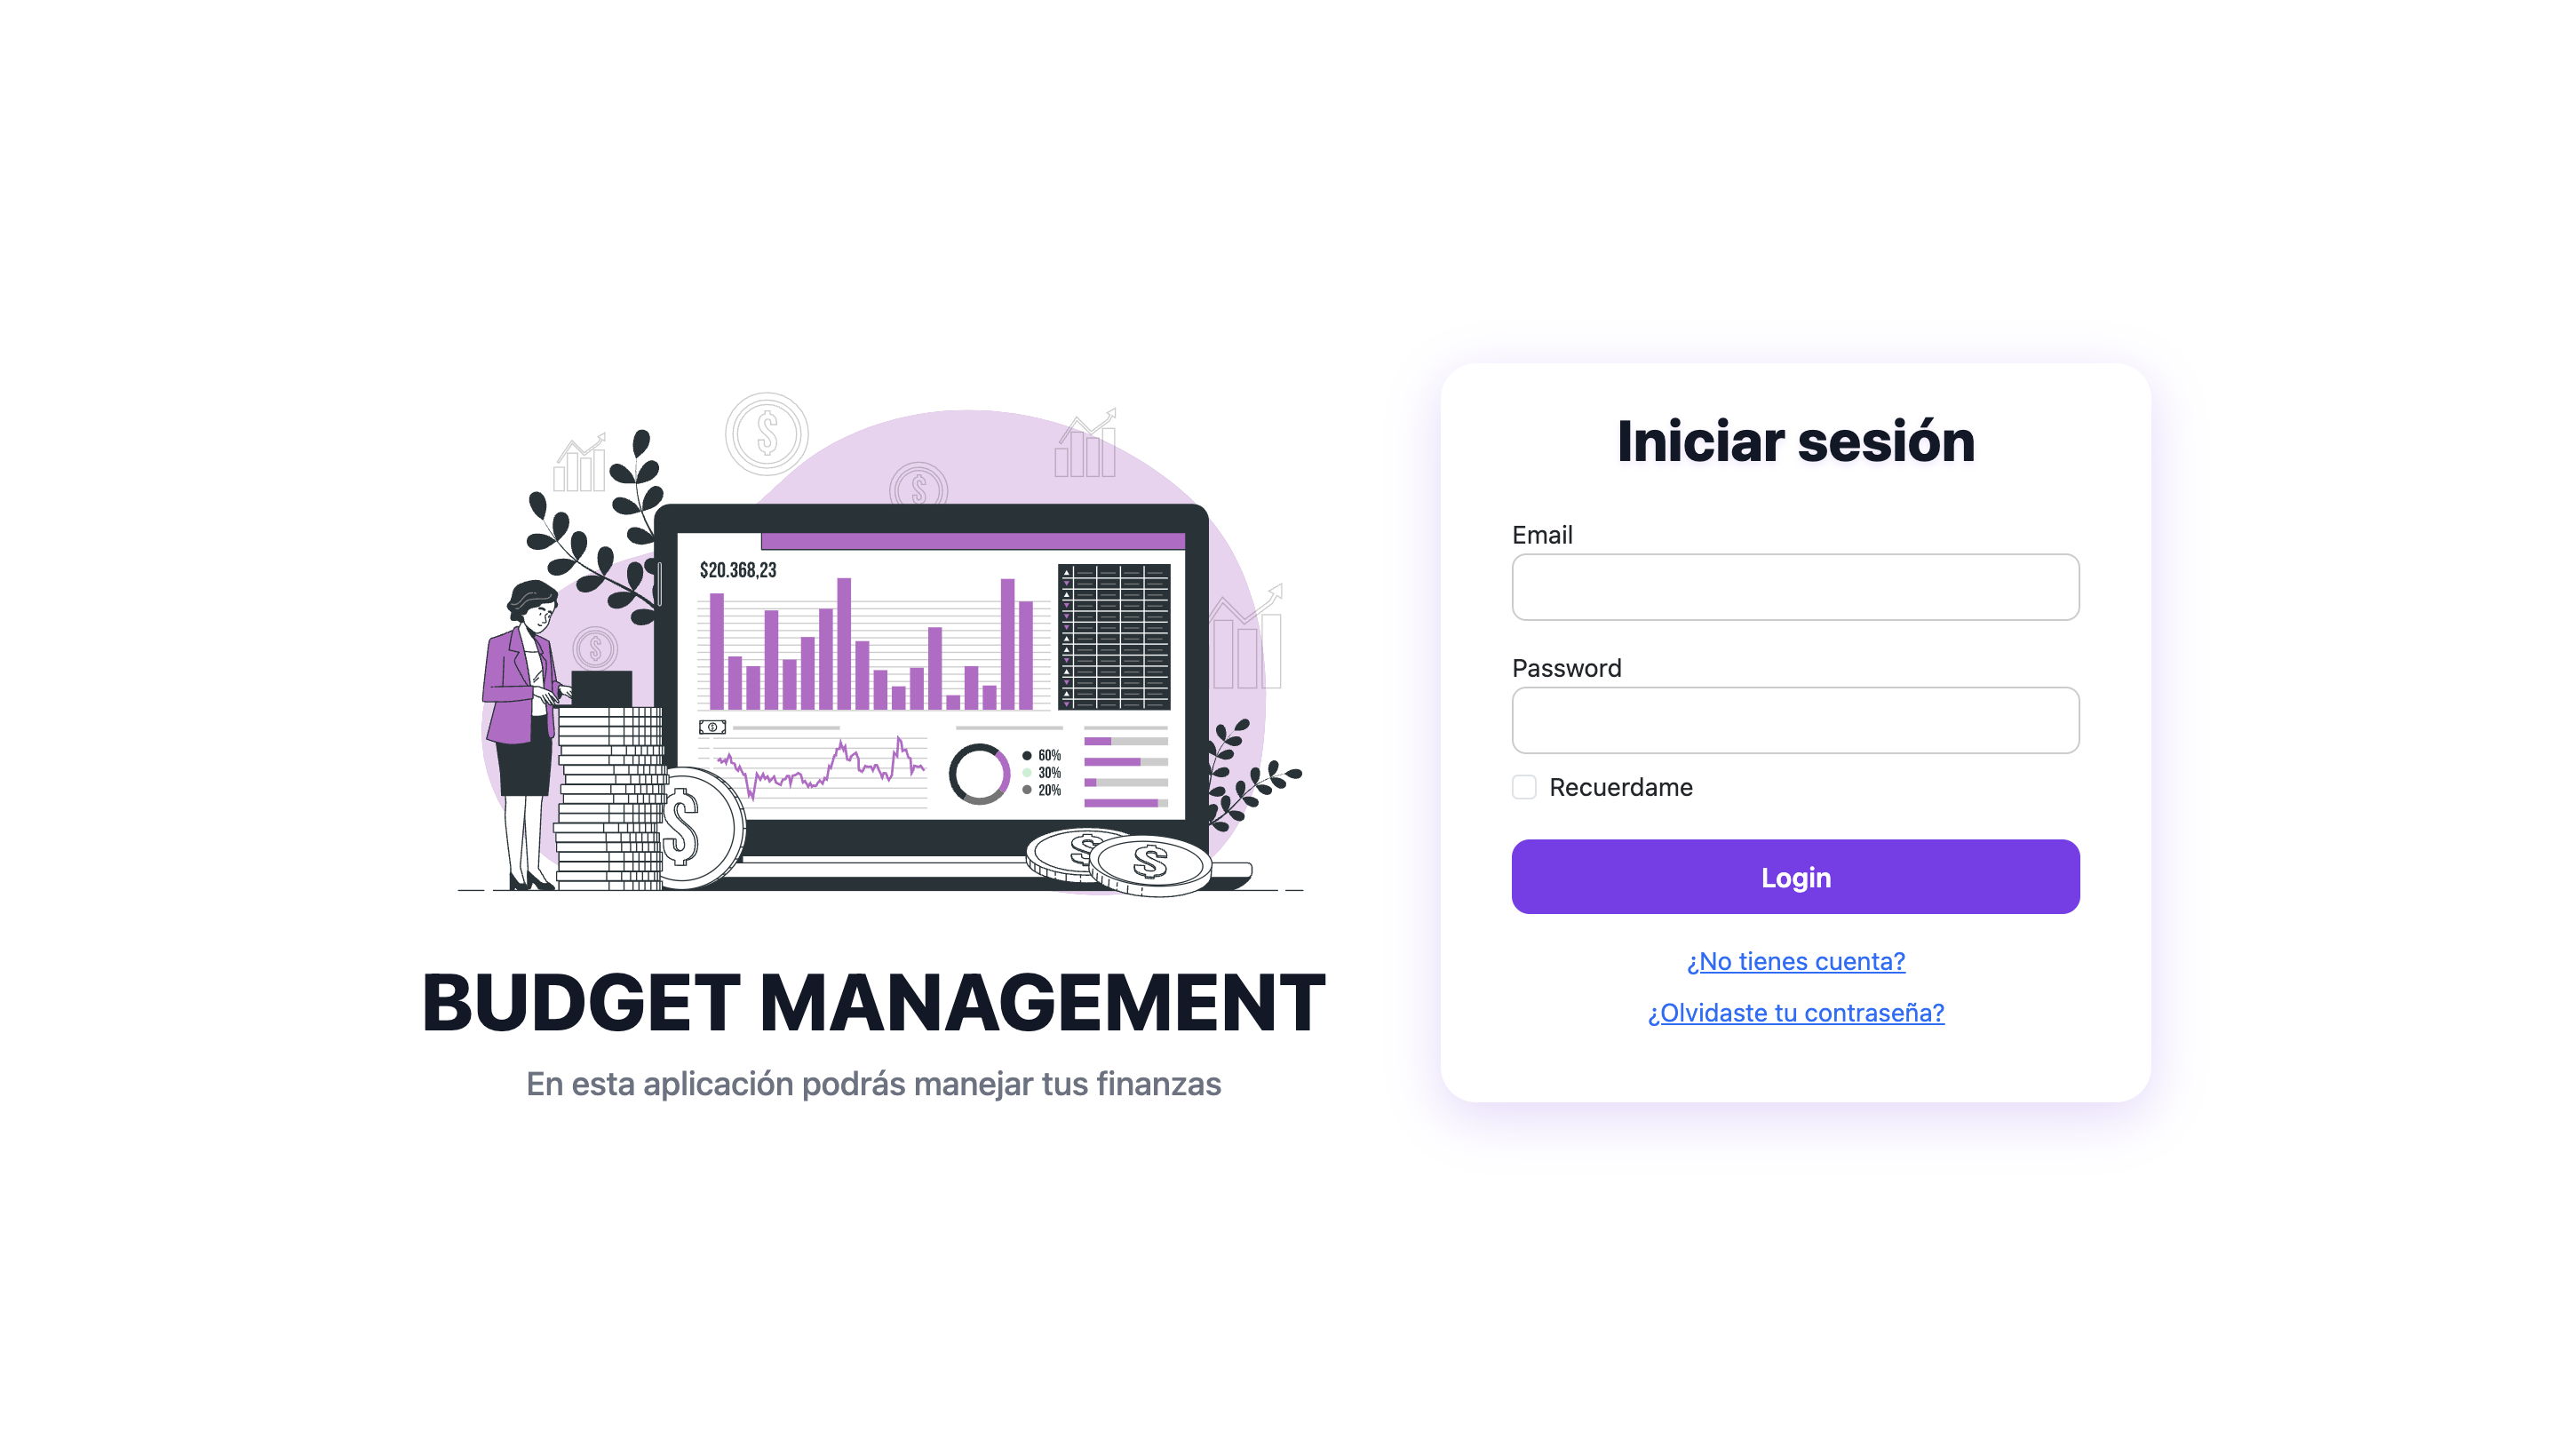 $20.368,23
60%
30%
20%
BUDGET MANAGEMENT
En esta aplicación podrás manejar tus finanzas
Iniciar sesión
Email
Password
Recuerdame
Login
¿No tienes cuenta?
¿Olvidaste tu contraseña?